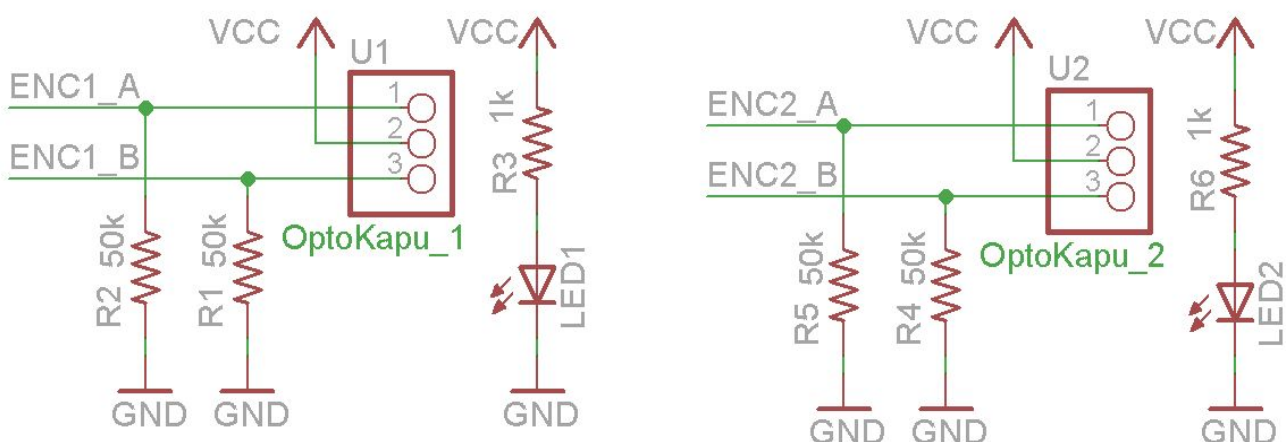 VCC
VCC
U1
ENC1_A
1
2
ENC1_B
3
R3
1k
OptoKapu_1
R2
50k
R1
50k
LED1
GND
GND
GND
VCC
VCC
U2
ENC2_A
1
2
ENC2_B
3
R6
1k
OptoKapu_2
R5
50k
R4
50k
LED2
GND
GND
GND